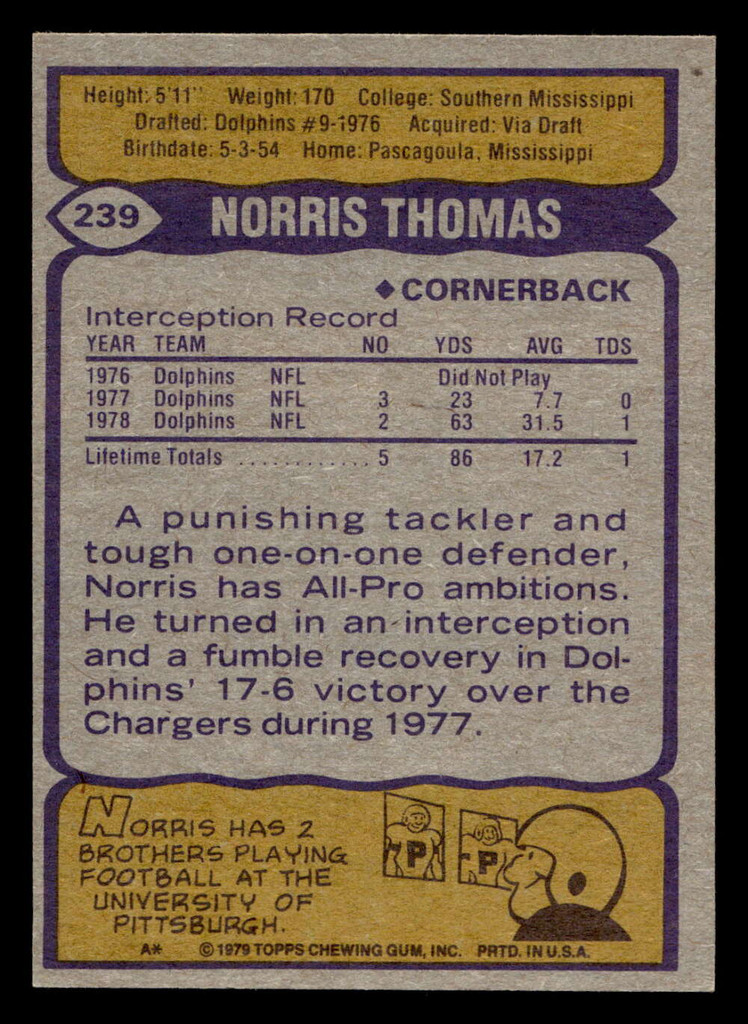 Height: 5'11" Weight: 170 College: Southern Mississippi
Drafted: Dolphins #9-1976 Acquired: Via Draft
Birthdate: 5-3-54 Home: Pascagoula, Mississippi
239 NORRIS THOMAS
◆ CORNERBACK
Interception Record
YEAR TEAM NO YDS AVG TDS
1976 Dolphins NFL Did Not Play
1977 Dolphins NFL 3 23 7.7 0
1978 Dolphins NFL 2 63 31.5 1
Lifetime Totals ............ 5 86 17.2 1
A punishing tackler and
tough one-on-one defender,
Norris has All-Pro ambitions.
He turned in an interception
and a fumble recovery in Dol-
phins' 17-6 victory over the
Chargers during 1977.
NORRIS HAS 2
BROTHERS PLAYING
FOOTBALL AT THE
UNIVERSITY OF
PITTSBURGH.
P P
A* © 1979 TOPPS CHEWING GUM, INC. PRTD. IN U.S.A.